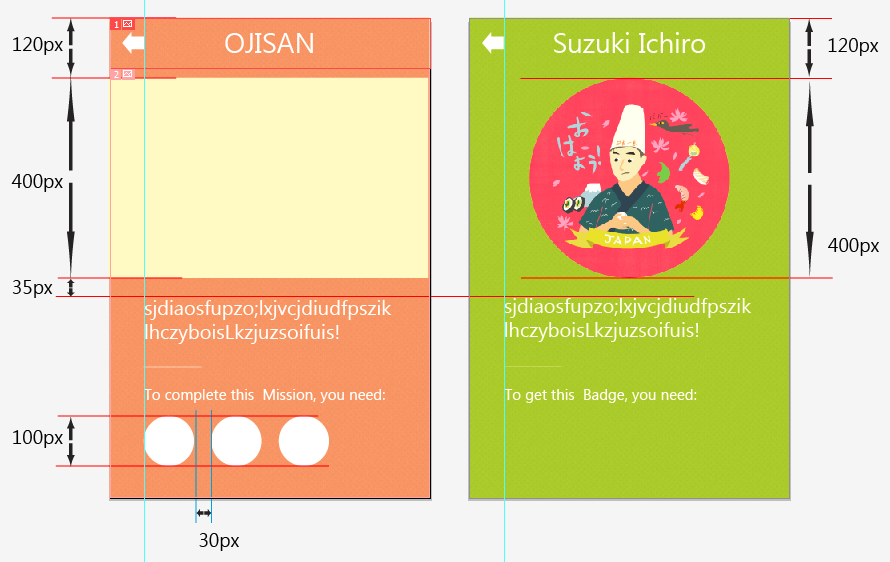 1
120px
OJISAN
Suzuki Ichiro
120px
2
おはよう!
400px
JAPAN
400px
35px
sjdiaosfupzo;lxjvcjdiudfpszik
lhczyboisLkzjuzsoifuis!
sjdiaosfupzo;lxjvcjdiudfpszik
lhczyboisLkzjuzsoifuis!
To complete this  Mission, you need:
To get this  Badge, you need:
100px
30px